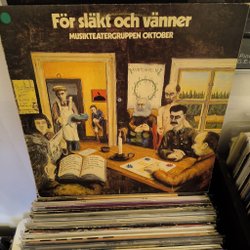 För släkt och vänner
MUSIKTEATERGRUPPEN OKTOBER